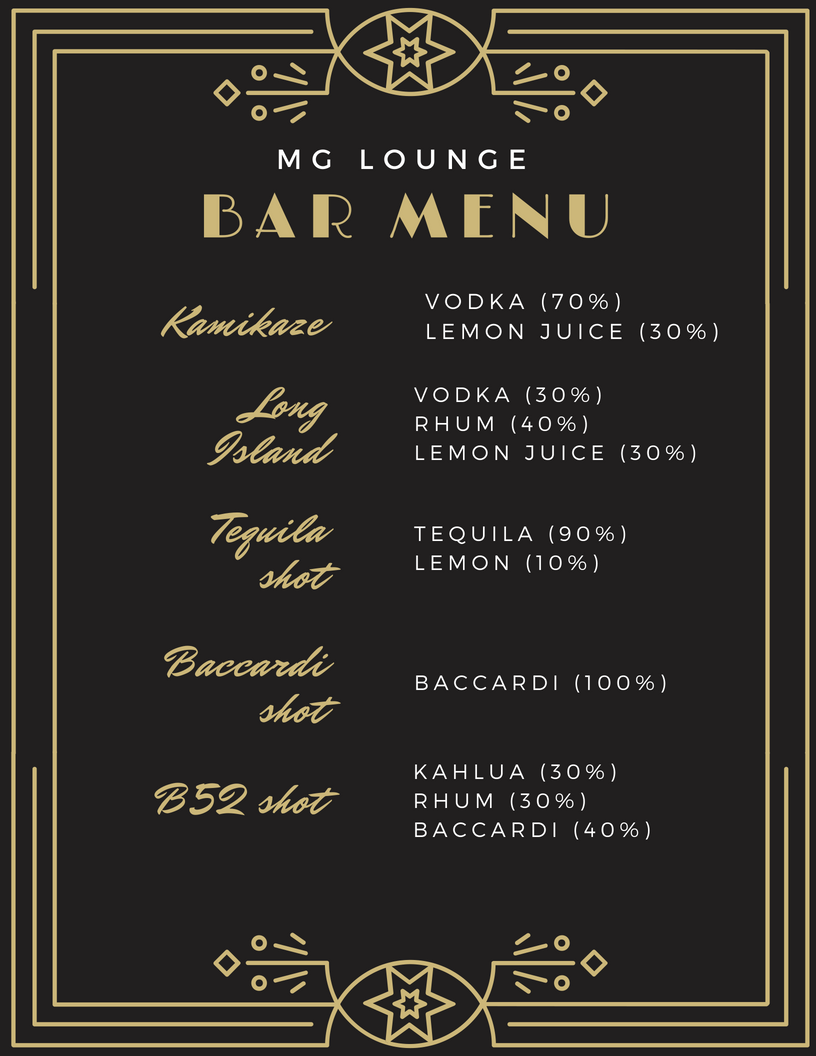 MG LOUNGE
BAR MENU
Kamikaze
VODKA (70%)
LEMON JUICE (30%)
Long
Island
VODKA (30%)
RHUM (40%)
LEMON JUICE (30%)
Tequila
shot
TEQUILA (90%)
LEMON (10%)
Baccardi
shot
BACCARDI (100%)
B52 shot
KAHLUA (30%)
RHUM (30%)
BACCARDI (40%)